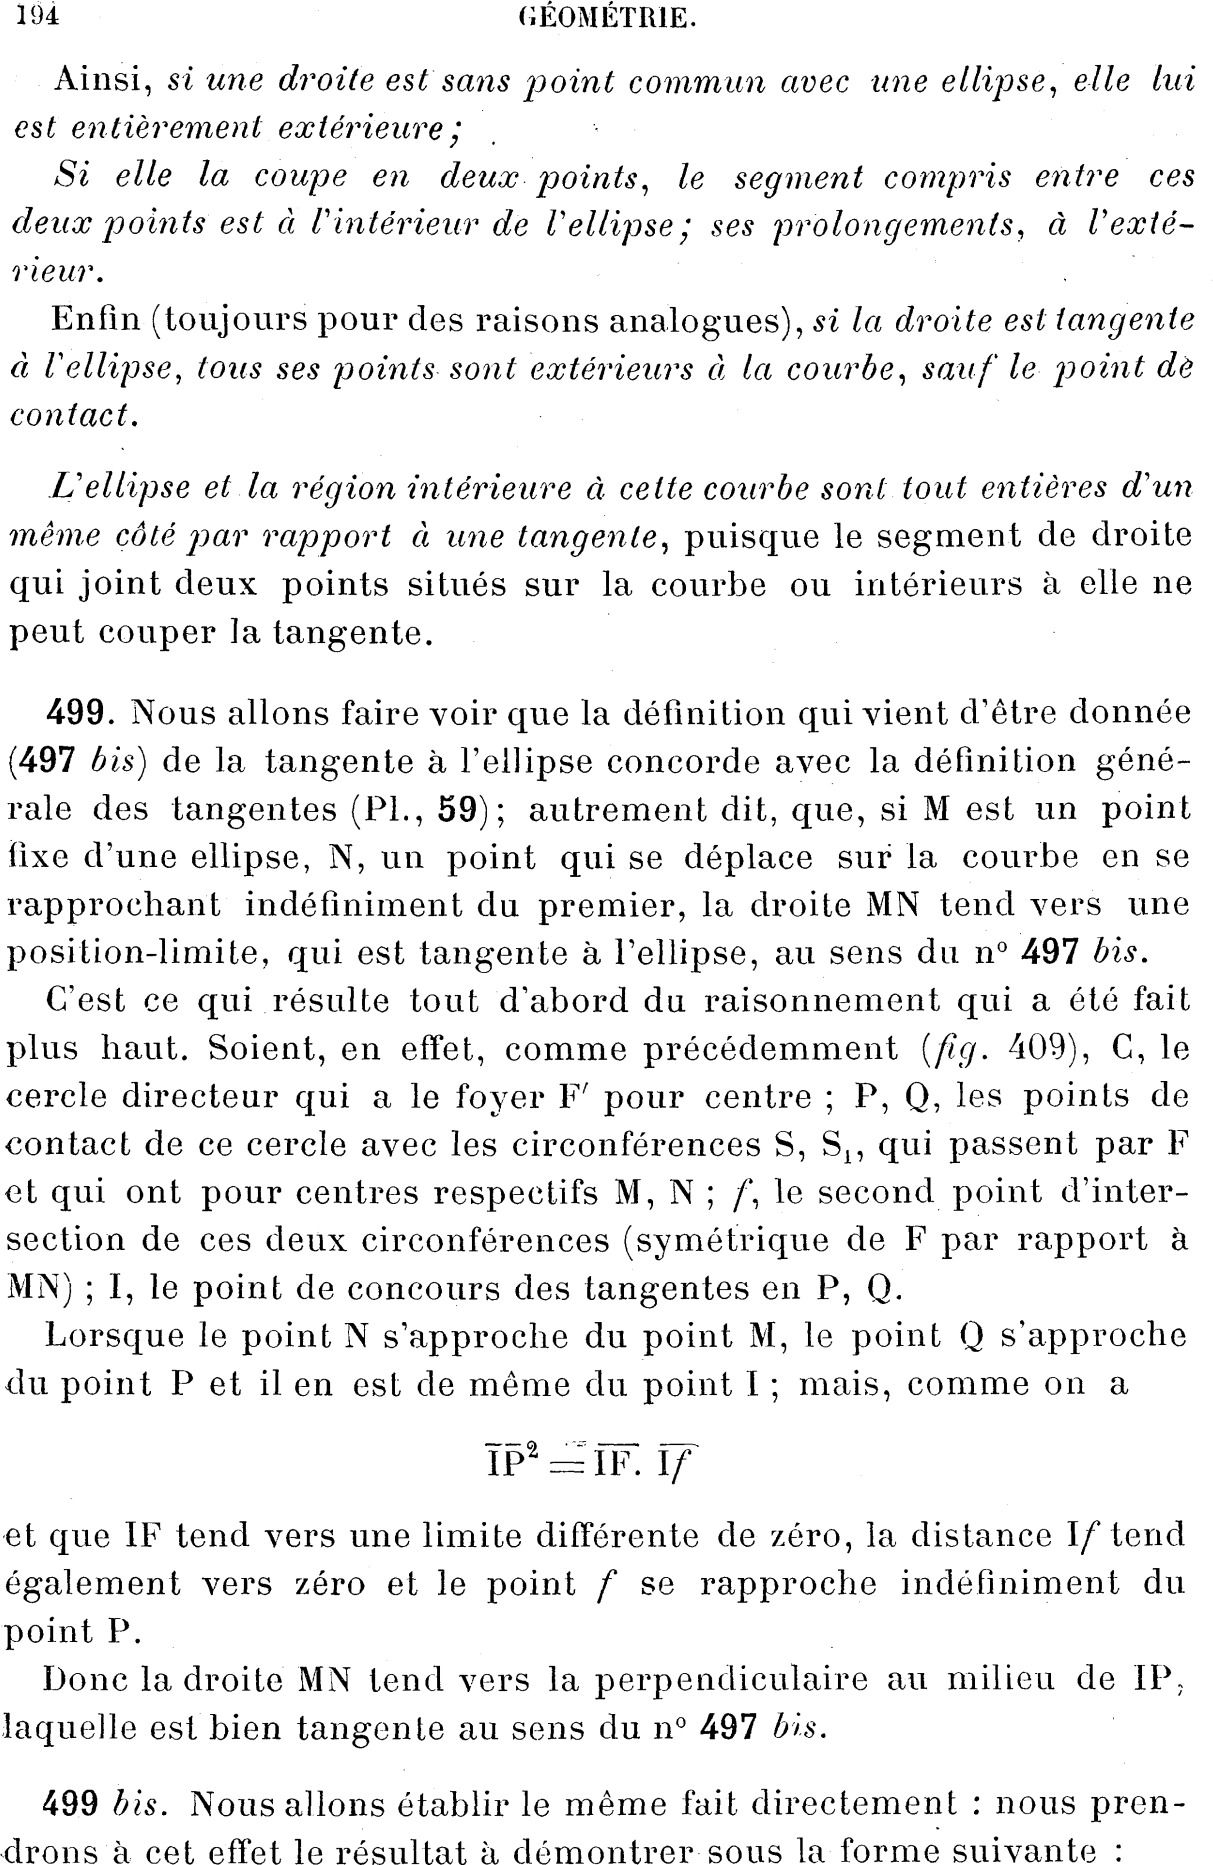 194 GÉOMÉTRIE.
Ainsi, si une droite est sans point commun avec une ellipse, elle lui
est entièrement extérieure;
Si elle la coupe en deux points, le segment compris entre ces
deux points est à l'intérieur de l'ellipse; ses prolongements, à l'exté-
rieur.
Enfin (toujours pour des raisons analogues), si la droite est tangente
à l'ellipse, tous ses points sont extérieurs à la courbe, sauf le point de
contact.
L'ellipse et la région intérieure à cette courbe sont tout entières d'un
même côté par rapport à une tangente, puisque le segment de droite
qui joint deux points situés sur la courbe ou intérieurs à elle ne
peut couper la tangente.
499. Nous allons faire voir que la définition qui vient d'être donnée
(497 bis) de la tangente à l'ellipse concorde avec la définition géné-
rale des tangentes (Pl., 59); autrement dit, que, si M est un point
fixe d'une ellipse, N, un point qui se déplace sur la courbe en se
rapprochant indéfiniment du premier, la droite MN tend vers une
position-limite, qui est tangente à l'ellipse, au sens du nº 497 bis.
C'est ce qui résulte tout d'abord du raisonnement qui a été fait
plus haut. Soient, en effet, comme précédemment (fig. 409), C, le
cercle directeur qui a le foyer F′ pour centre ; P, Q, les points de
contact de ce cercle avec les circonférences S, S₁, qui passent par F
et qui ont pour centres respectifs M, N ; f, le second point d'inter-
section de ces deux circonférences (symétrique de F par rapport à
MN) ; I, le point de concours des tangentes en P, Q.
Lorsque le point N s'approche du point M, le point Q s'approche
du point P et il en est de même du point I ; mais, comme on a
I̅P̅² = I̅F̅. I̅f̅
et que IF tend vers une limite différente de zéro, la distance If tend
également vers zéro et le point f se rapproche indéfiniment du
point P.
Donc la droite MN tend vers la perpendiculaire au milieu de IP,
laquelle est bien tangente au sens du nº 497 bis.
499 bis. Nous allons établir le même fait directement : nous pren-
drons à cet effet le résultat à démontrer sous la forme suivante :